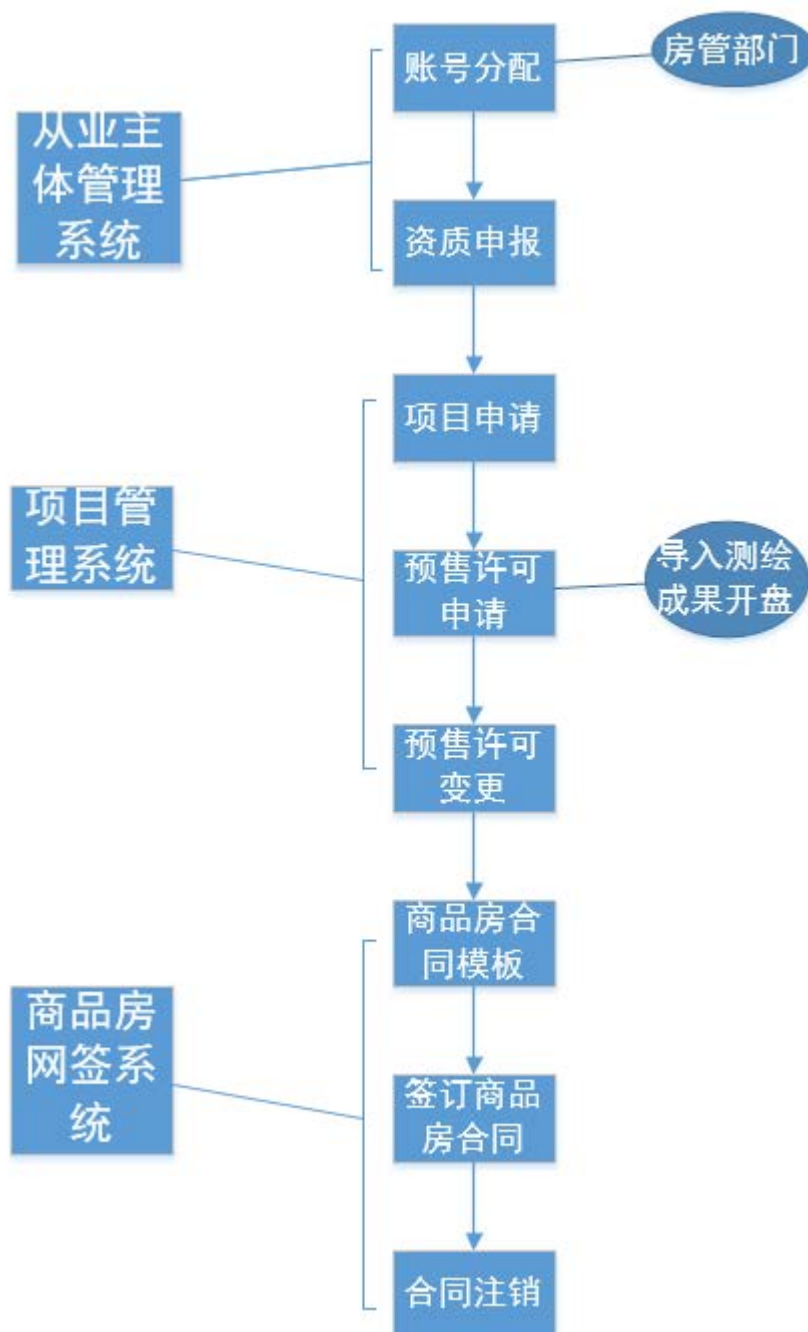 账号分配
房管部门
从业主
体管理
系统
资质申报
项目申请
项目管
理系统
预售许可
申请
导入测绘
成果开盘
预售许可
变更
商品房合
同模板
商品房
网签系
统
签订商品
房合同
合同注销